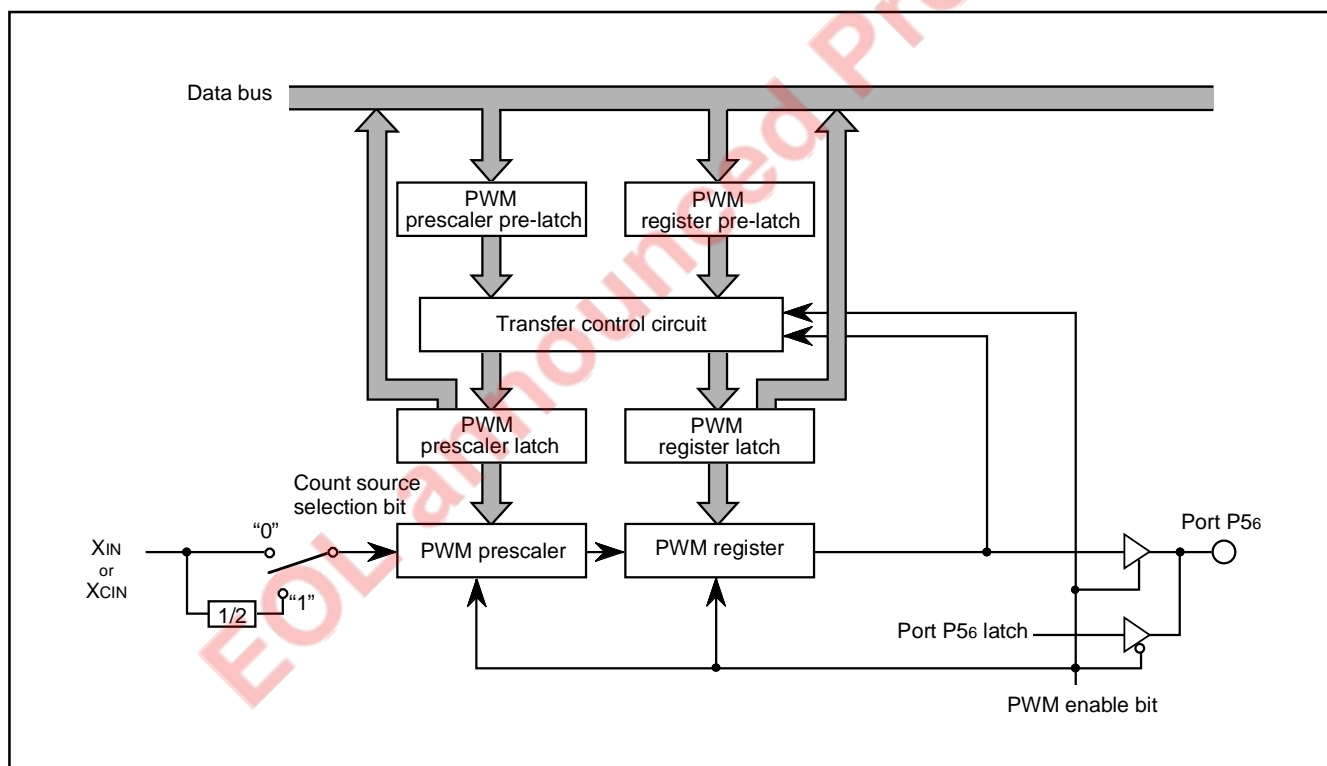 Data bus
PWM
prescaler pre-latch
PWM
register pre-latch
Transfer control circuit
PWM
prescaler latch
PWM
register latch
Count source
selection bit
XIN
or
XCIN
“0”
“1”
1/2
PWM prescaler
PWM register
Port P56
Port P56 latch
PWM enable bit
EOL announced Pro